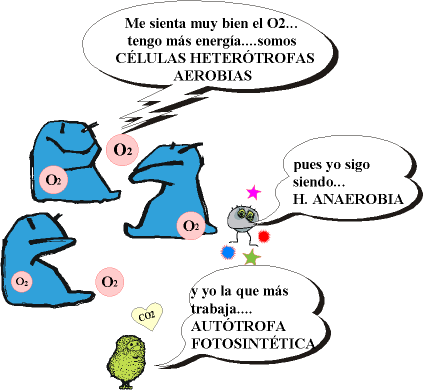 Me sienta muy bien el O2...
tengo más energía....somos
CÉLULAS HETERÓTROFAS
AEROBIAS
O2
O2
O2
pues yo sigo
siendo...
H. ANAEROBIA
O2
O2
CO2
y yo la que más
trabaja....
AUTÓTROFA
FOTOSINTÉTICA